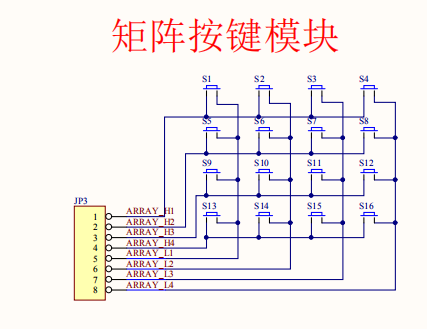 矩阵按键模块
S1 S2 S3 S4
S5 S6 S7 S8
S9 S10 S11 S12
S13 S14 S15 S16
JP3
1 ARRAY_H1
2 ARRAY_H2
3 ARRAY_H3
4 ARRAY_H4
5 ARRAY_L1
6 ARRAY_L2
7 ARRAY_L3
8 ARRAY_L4